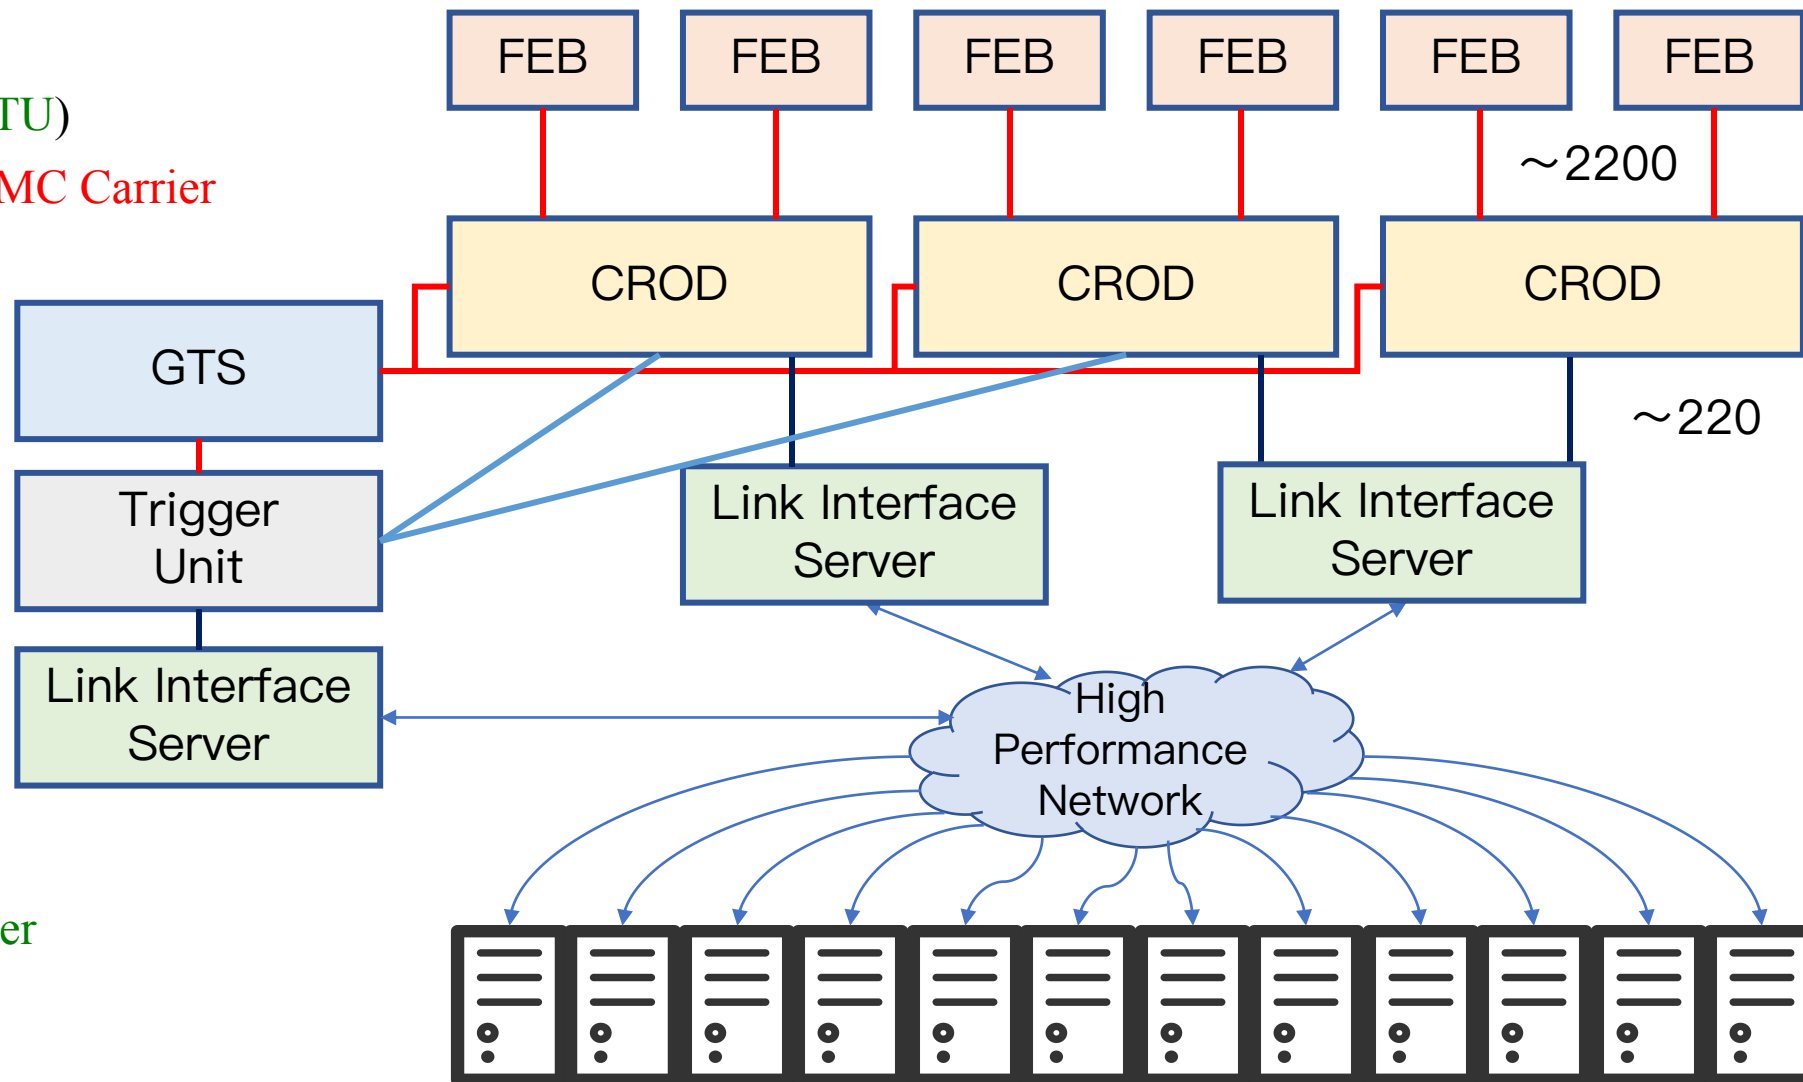 FEB FEB FEB FEB FEB FEB
TU)
MC Carrier
～2200
CROD CROD CROD
GTS
～220
Trigger
Unit
Link Interface
Server
Link Interface
Server
Link Interface
Server
High
Performance
Network
er